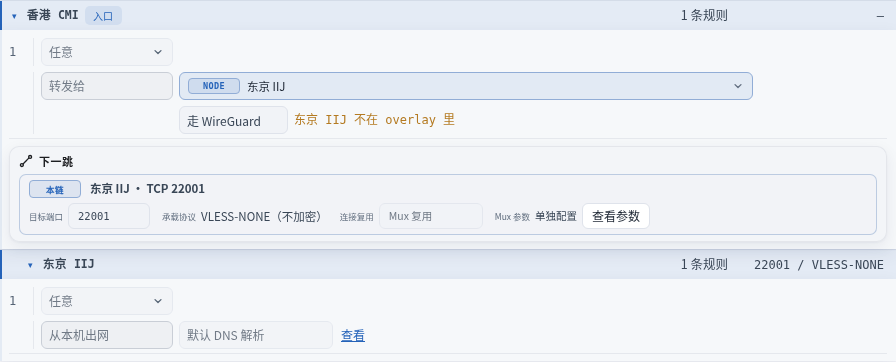 香港 CMI 入口 1 条规则 —
1 任意
转发给 NODE 东京 IIJ
走 WireGuard 东京 IIJ 不在 overlay 里
下一跳
本链 东京 IIJ · TCP 22001
目标端口 22001 承载协议 VLESS-NONE（不加密） 连接复用 Mux 复用 Mux 参数 单独配置 查看参数
东京 IIJ 1 条规则 22001 / VLESS-NONE
1 任意
从本机出网 默认 DNS 解析 查看